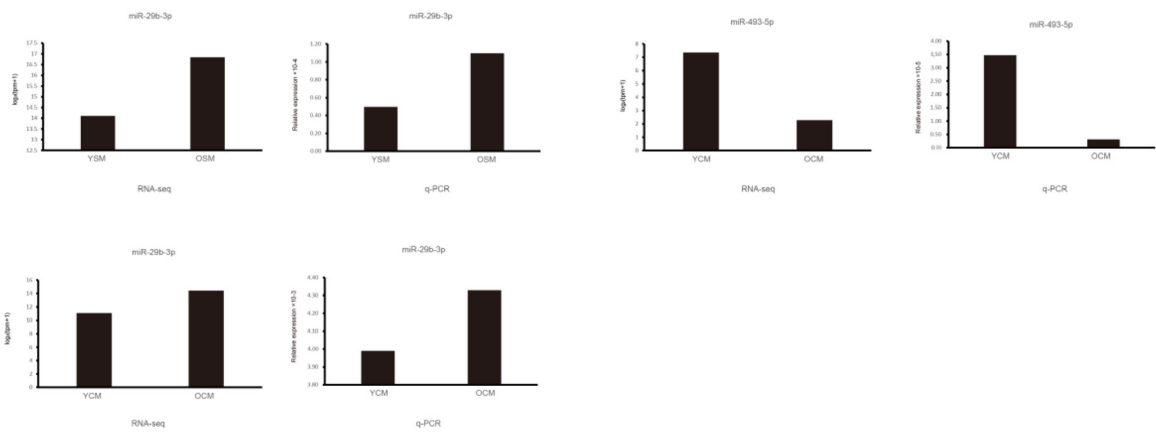 miR-29b-3p
log₂(tpm+1)
17.5
17
16.5
16
15.5
15
14.5
14
13.5
13
12.5
YSM OSM
RNA-seq
miR-29b-3p
Relative expression ×10-4
1.20
1.00
0.80
0.60
0.40
0.20
0.00
YSM OSM
q-PCR
miR-493-5p
log₂(tpm+1)
8
7
6
5
4
3
2
1
0
YCM OCM
RNA-seq
miR-493-5p
Relative expression ×10-5
4.00
3.50
3.00
2.50
2.00
1.50
1.00
0.50
0.00
YCM OCM
q-PCR
miR-29b-3p
log₂(tpm+1)
16
14
12
10
8
6
4
2
0
YCM OCM
RNA-seq
miR-29b-3p
Relative expression ×10-3
4.40
4.30
4.20
4.10
4.00
3.90
3.80
YCM OCM
q-PCR